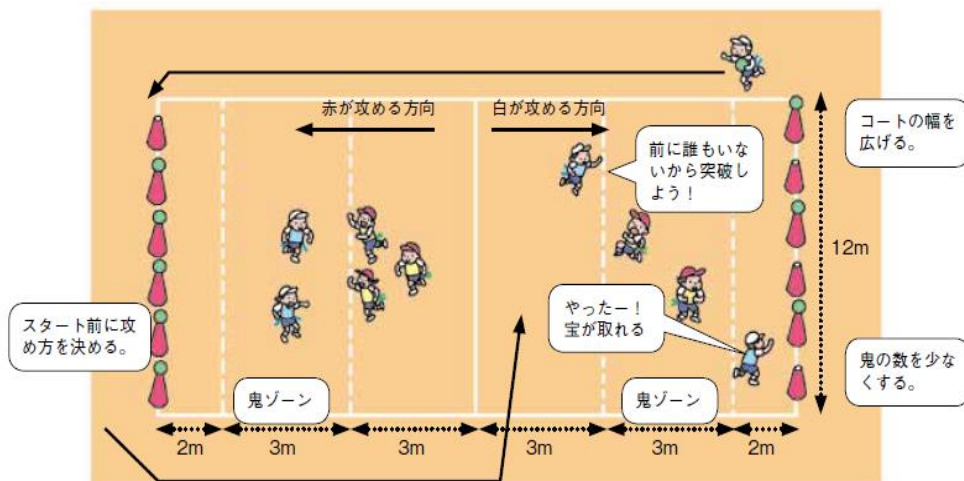 赤が攻める方向
白が攻める方向
コートの幅を
広げる。
前に誰もいな
いから突破し
よう！
12m
やったー！
宝が取れる
スタート前に攻
め方を決める。
鬼の数を少な
くする。
鬼ゾーン
鬼ゾーン
2m
3m
3m
3m
3m
2m